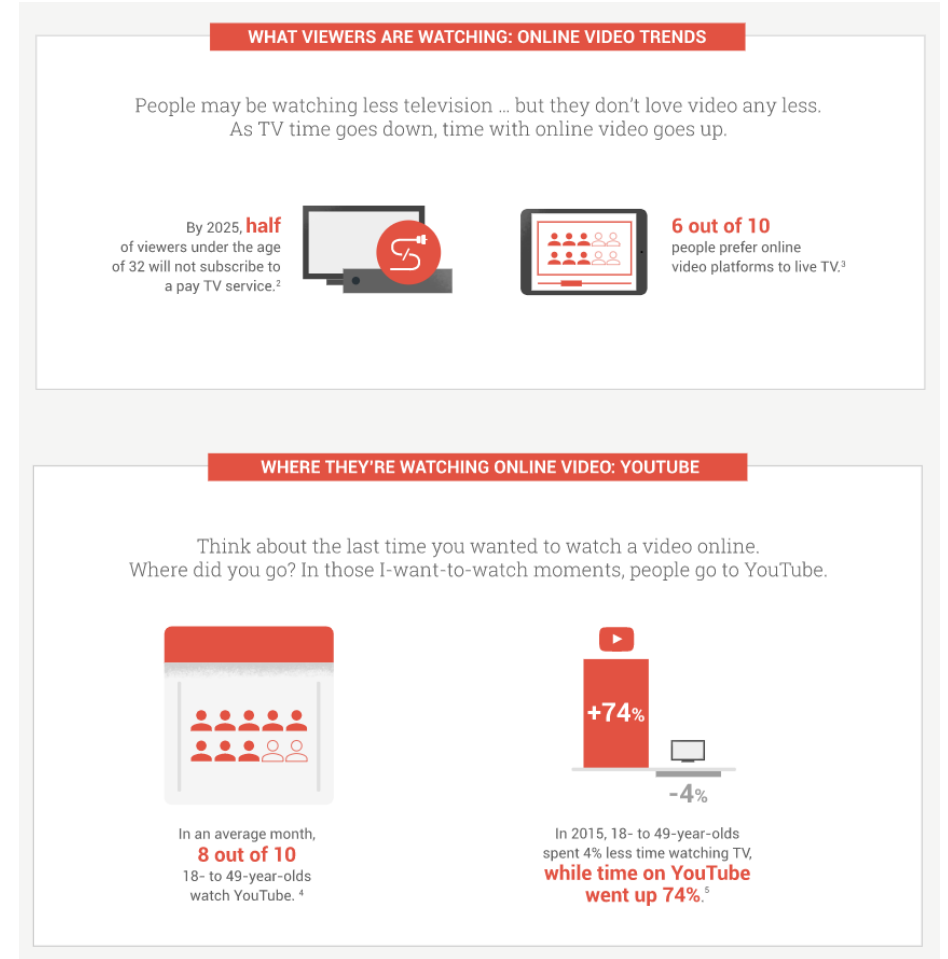 WHAT VIEWERS ARE WATCHING: ONLINE VIDEO TRENDS
People may be watching less television ... but they don't love video any less.
As TV time goes down, time with online video goes up.
By 2025, half
of viewers under the age
of 32 will not subscribe to
a pay TV service.²
6 out of 10
people prefer online
video platforms to live TV.³
WHERE THEY'RE WATCHING ONLINE VIDEO: YOUTUBE
Think about the last time you wanted to watch a video online.
Where did you go? In those I-want-to-watch moments, people go to YouTube.
In an average month,
8 out of 10
18- to 49-year-olds
watch YouTube. ⁴
+74%
-4%
In 2015, 18- to 49-year-olds
spent 4% less time watching TV,
while time on YouTube
went up 74%.⁵